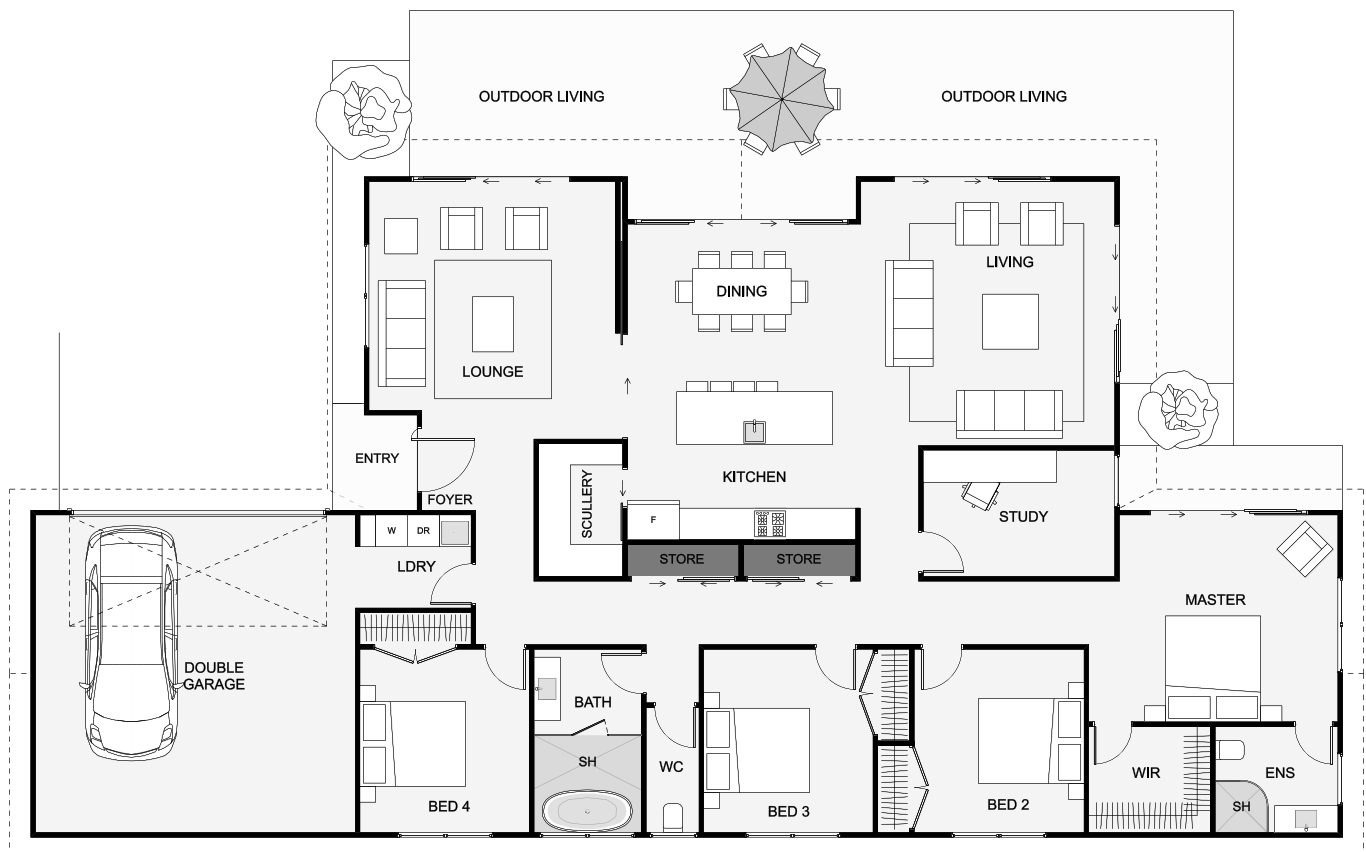 OUTDOOR LIVING
OUTDOOR LIVING
LIVING
DINING
LOUNGE
ENTRY
KITCHEN
FOYER
SCULLERY
STUDY
F
W
DR
LDRY
STORE
STORE
MASTER
DOUBLE
GARAGE
BATH
SH
WC
WIR
ENS
BED 4
BED 3
BED 2
SH